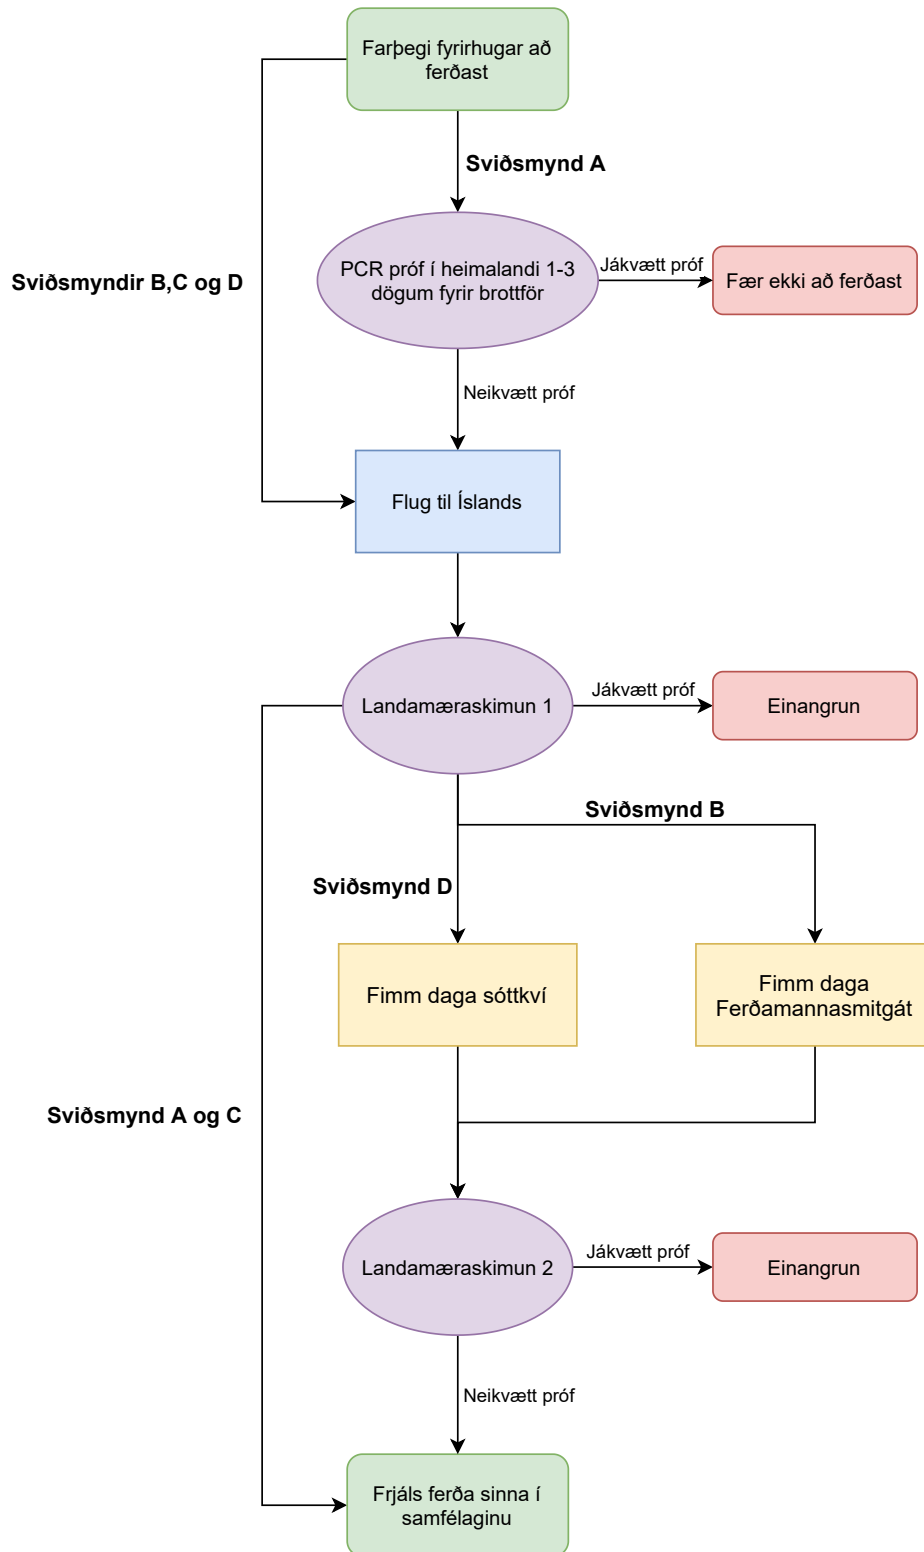 Farþegi fyrirhugar að
ferðast
Sviðsmynd A
Sviðsmyndir B,C og D
PCR próf í heimalandi 1-3
dögum fyrir brottför
Jákvætt próf
Fær ekki að ferðast
Neikvætt próf
Flug til Íslands
Landamæraskimun 1
Jákvætt próf
Einangrun
Sviðsmynd B
Sviðsmynd D
Fimm daga sóttkví
Fimm daga
Ferðamannasmitgát
Sviðsmynd A og C
Landamæraskimun 2
Jákvætt próf
Einangrun
Neikvætt próf
Frjáls ferða sinna í
samfélaginu